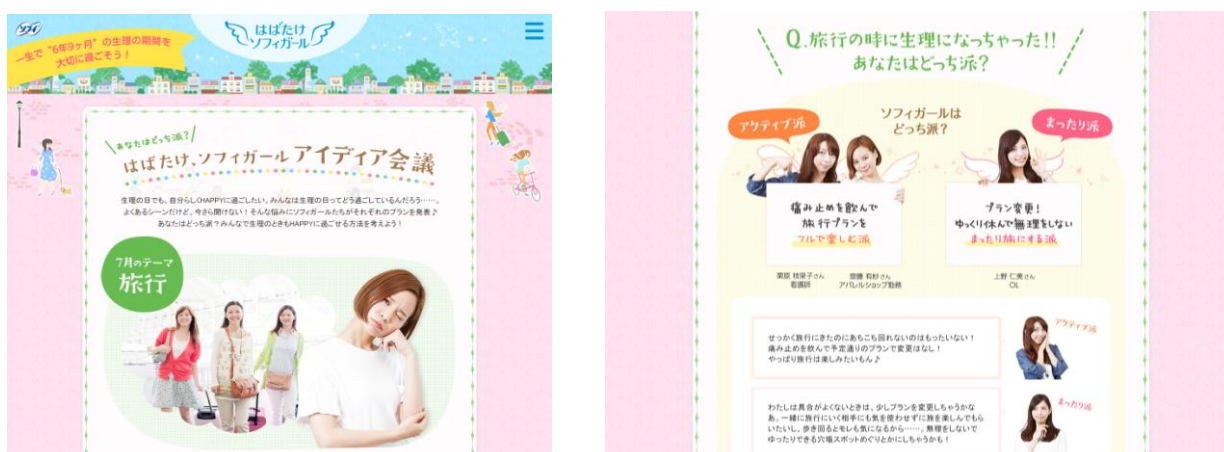 ソフィ
一生で“6年9ヶ月”の生理の期間を
大切に過ごそう！
はばたけ
ソフィガール
あなたはどっち派？
はばたけ、ソフィガール アイディア会議
生理の日でも、自分らしくHAPPYに過ごしたい。みんなは生理の日ってどう過ごしているんだろう……。
よくあるシーンだけど、今さら聞けない！そんな悩みにソフィガールたちがそれぞれのプランを発表♪
あなたはどっち派？みんなで生理のときもHAPPYに過ごせる方法を考えよう！
7月のテーマ
旅行
Q.旅行の時に生理になっちゃった!!
あなたはどっち派？
ソフィガールは
どっち派？
アクティブ派
まったり派
痛み止めを飲んで
旅行プランを
フルで楽しむ派
プラン変更！
ゆっくり休んで無理をしない
まったり旅にする派
栗原 枝里子さん
看護師
齋藤 有紗さん
アパレルショップ勤務
上野 仁美さん
OL
せっかく旅行にきたのにあちこち回れないのはもったいない！
痛み止めを飲んで予定通りのプランで変更はなし！
やっぱり旅行は楽しみたいもん♪
アクティブ派
わたしは具合がよくないときは、少しプランを変更しちゃうかな
あ。一緒に旅行にいく相手にも気を使わせずに旅を楽しんでもら
いたいし、歩き回るとモレも気になるから……。無理をしないで
ゆったりできる穴場スポットめぐりとかにしちゃうかも！
まったり派